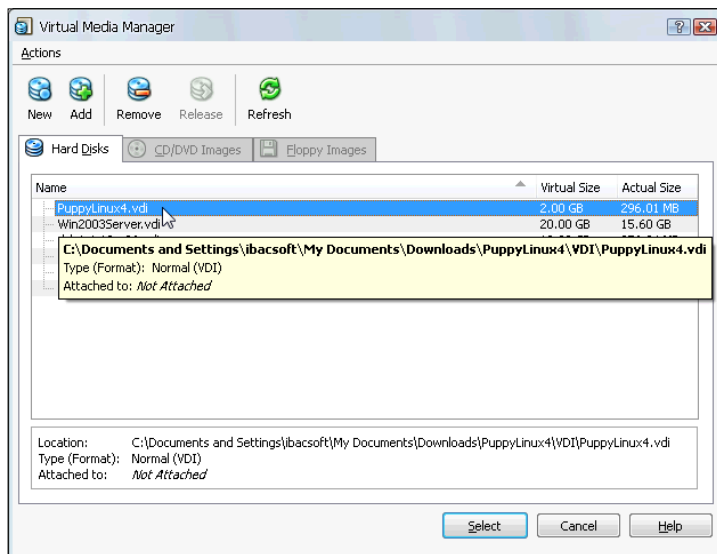 Virtual Media Manager
Actions
New Add Remove Release Refresh
Hard Disks CD/DVD Images Floppy Images
Name Virtual Size Actual Size
PuppyLinux4.vdi 2.00 GB 296.01 MB
Win2003Server.vdi 20.00 GB 15.60 GB
C:\Documents and Settings\ibacsoft\My Documents\Downloads\PuppyLinux4\VDI\PuppyLinux4.vdi
Type (Format): Normal (VDI)
Attached to: Not Attached
Location: C:\Documents and Settings\ibacsoft\My Documents\Downloads\PuppyLinux4\VDI\PuppyLinux4.vdi
Type (Format): Normal (VDI)
Attached to: Not Attached
Select Cancel Help